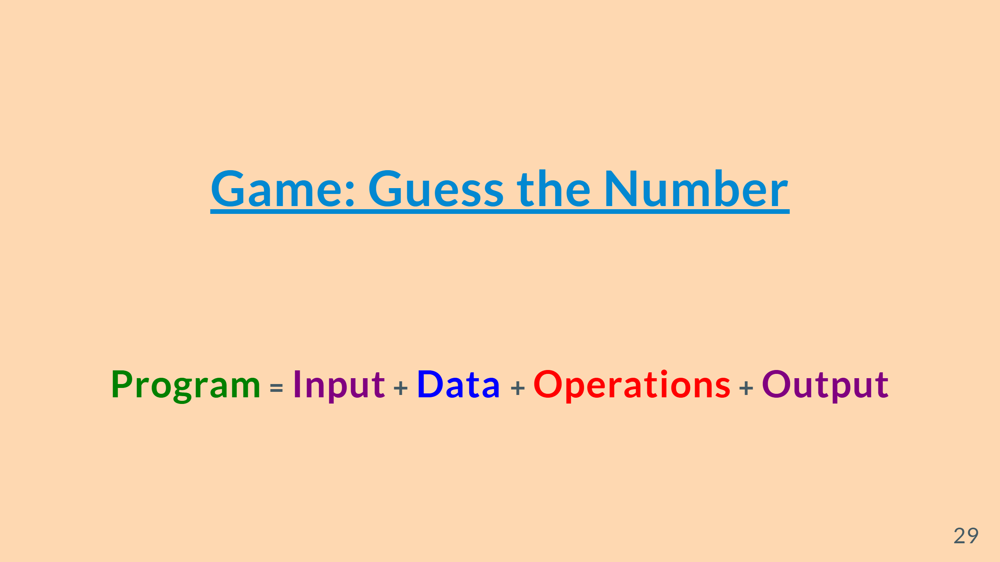 Game: Guess the Number
Program = Input + Data + Operations + Output
29